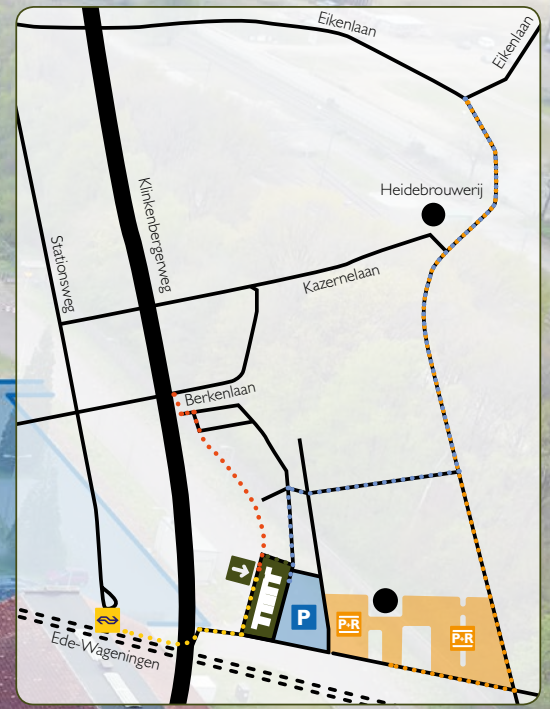 Eikenlaan
Eikenlaan
Heidebrouwerij
Klinkenbergerweg
Stationsweg
Kazernelaan
Berkenlaan
P
P+R
P+R
Ede-Wageningen